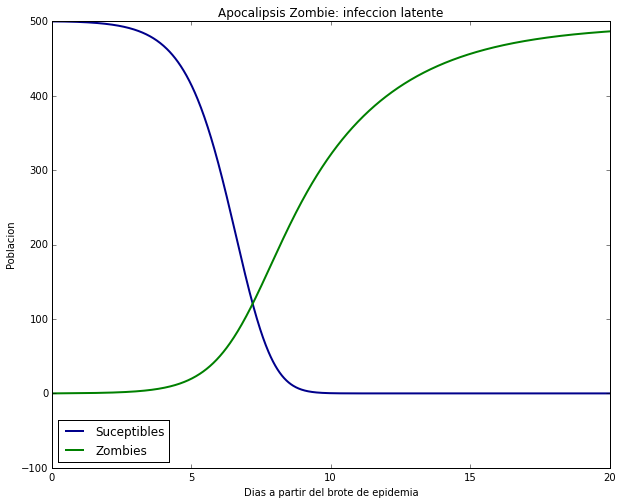 Apocalipsis Zombie: infeccion latente
500
400
300
200
100
0
−100
Poblacion
Suceptibles
Zombies
0 5 10 15 20
Dias a partir del brote de epidemia